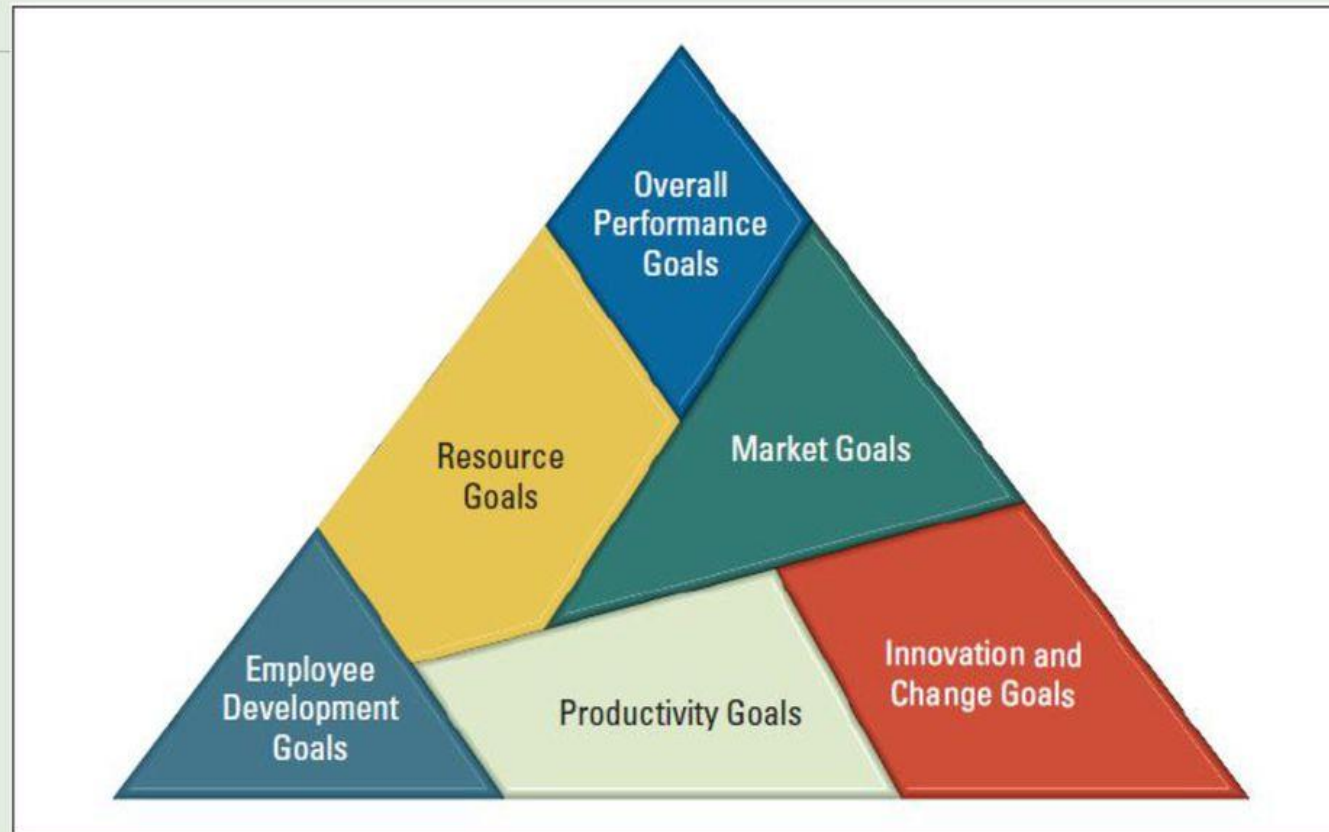 Overall
Performance
Goals
Resource
Goals
Market Goals
Employee
Development
Goals
Productivity Goals
Innovation and
Change Goals